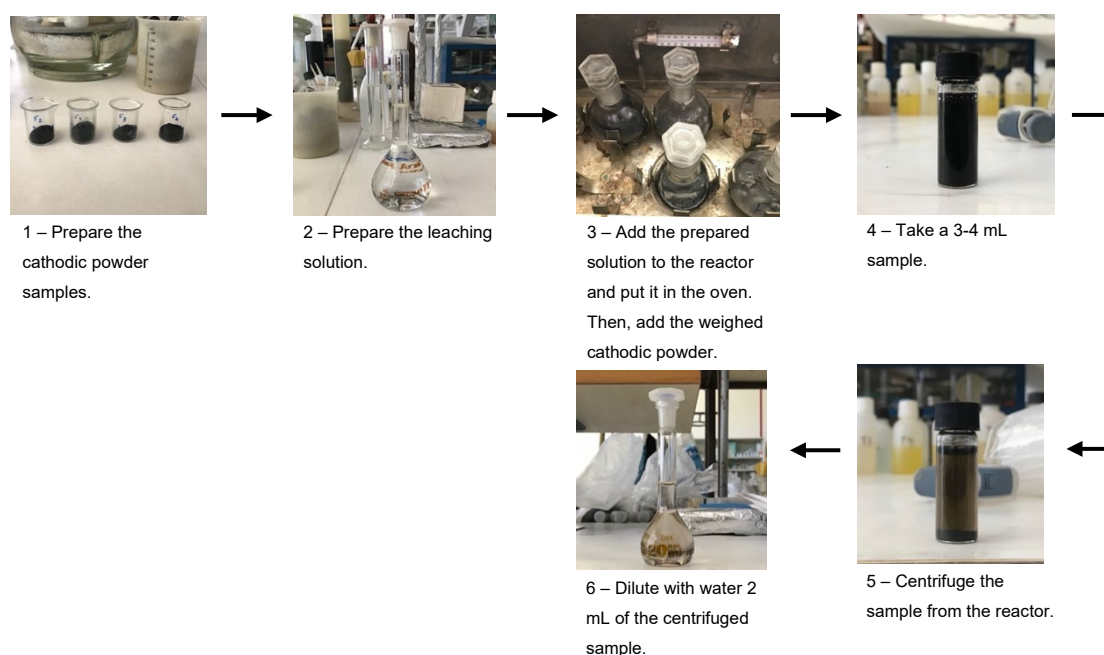 1 – Prepare the
cathodic powder
samples.
2 – Prepare the leaching
solution.
3 – Add the prepared
solution to the reactor
and put it in the oven.
Then, add the weighed
cathodic powder.
4 – Take a 3-4 mL
sample.
5 – Centrifuge the
sample from the reactor.
6 – Dilute with water 2
mL of the centrifuged
sample.